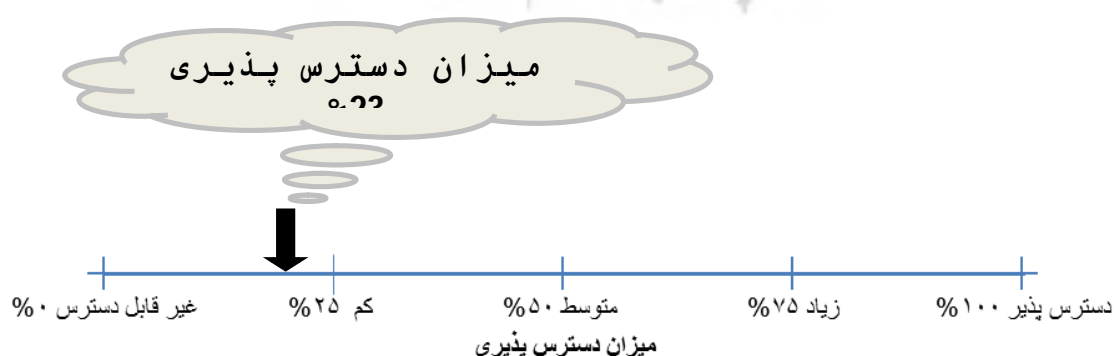 میزان دسترس پذیری
دسترس پذیر ۱۰۰% زیاد ۷۵% متوسط ۵۰% کم ۲۵% غیر قابل دسترس ۰%
میزان دسترس پذیری